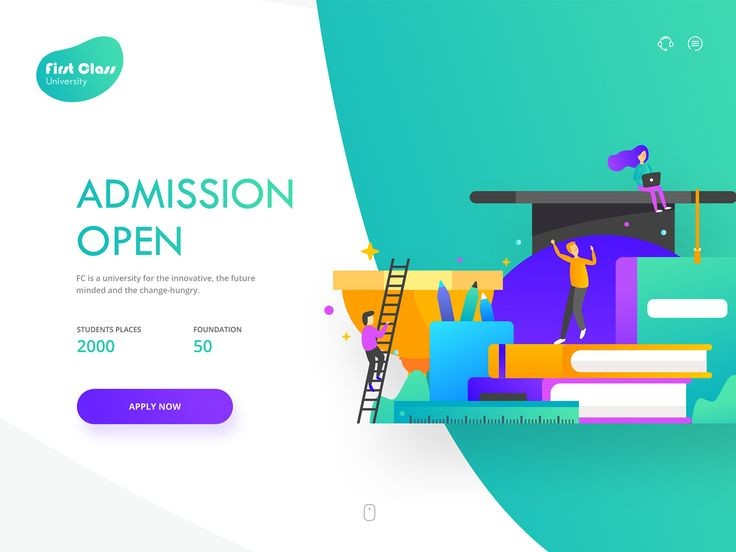 First Class
University
ADMISSION
OPEN
FC is a university for the innovative, the future
minded and the change-hungry.
STUDENTS PLACES
FOUNDATION
2000
50
APPLY NOW